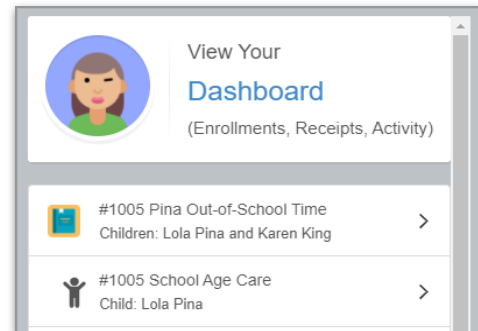 View Your
Dashboard
(Enrollments, Receipts, Activity)
#1005 Pina Out-of-School Time
Children: Lola Pina and Karen King
#1005 School Age Care
Child: Lola Pina